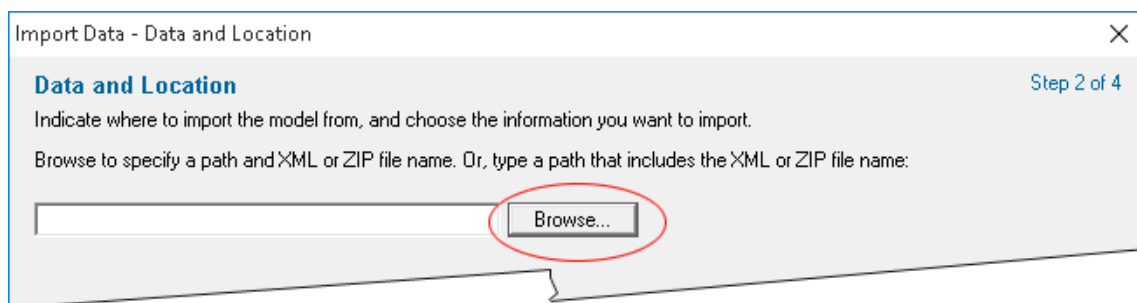 Import Data - Data and Location
Data and Location
Step 2 of 4
Indicate where to import the model from, and choose the information you want to import.
Browse to specify a path and XML or ZIP file name. Or, type a path that includes the XML or ZIP file name:
Browse...